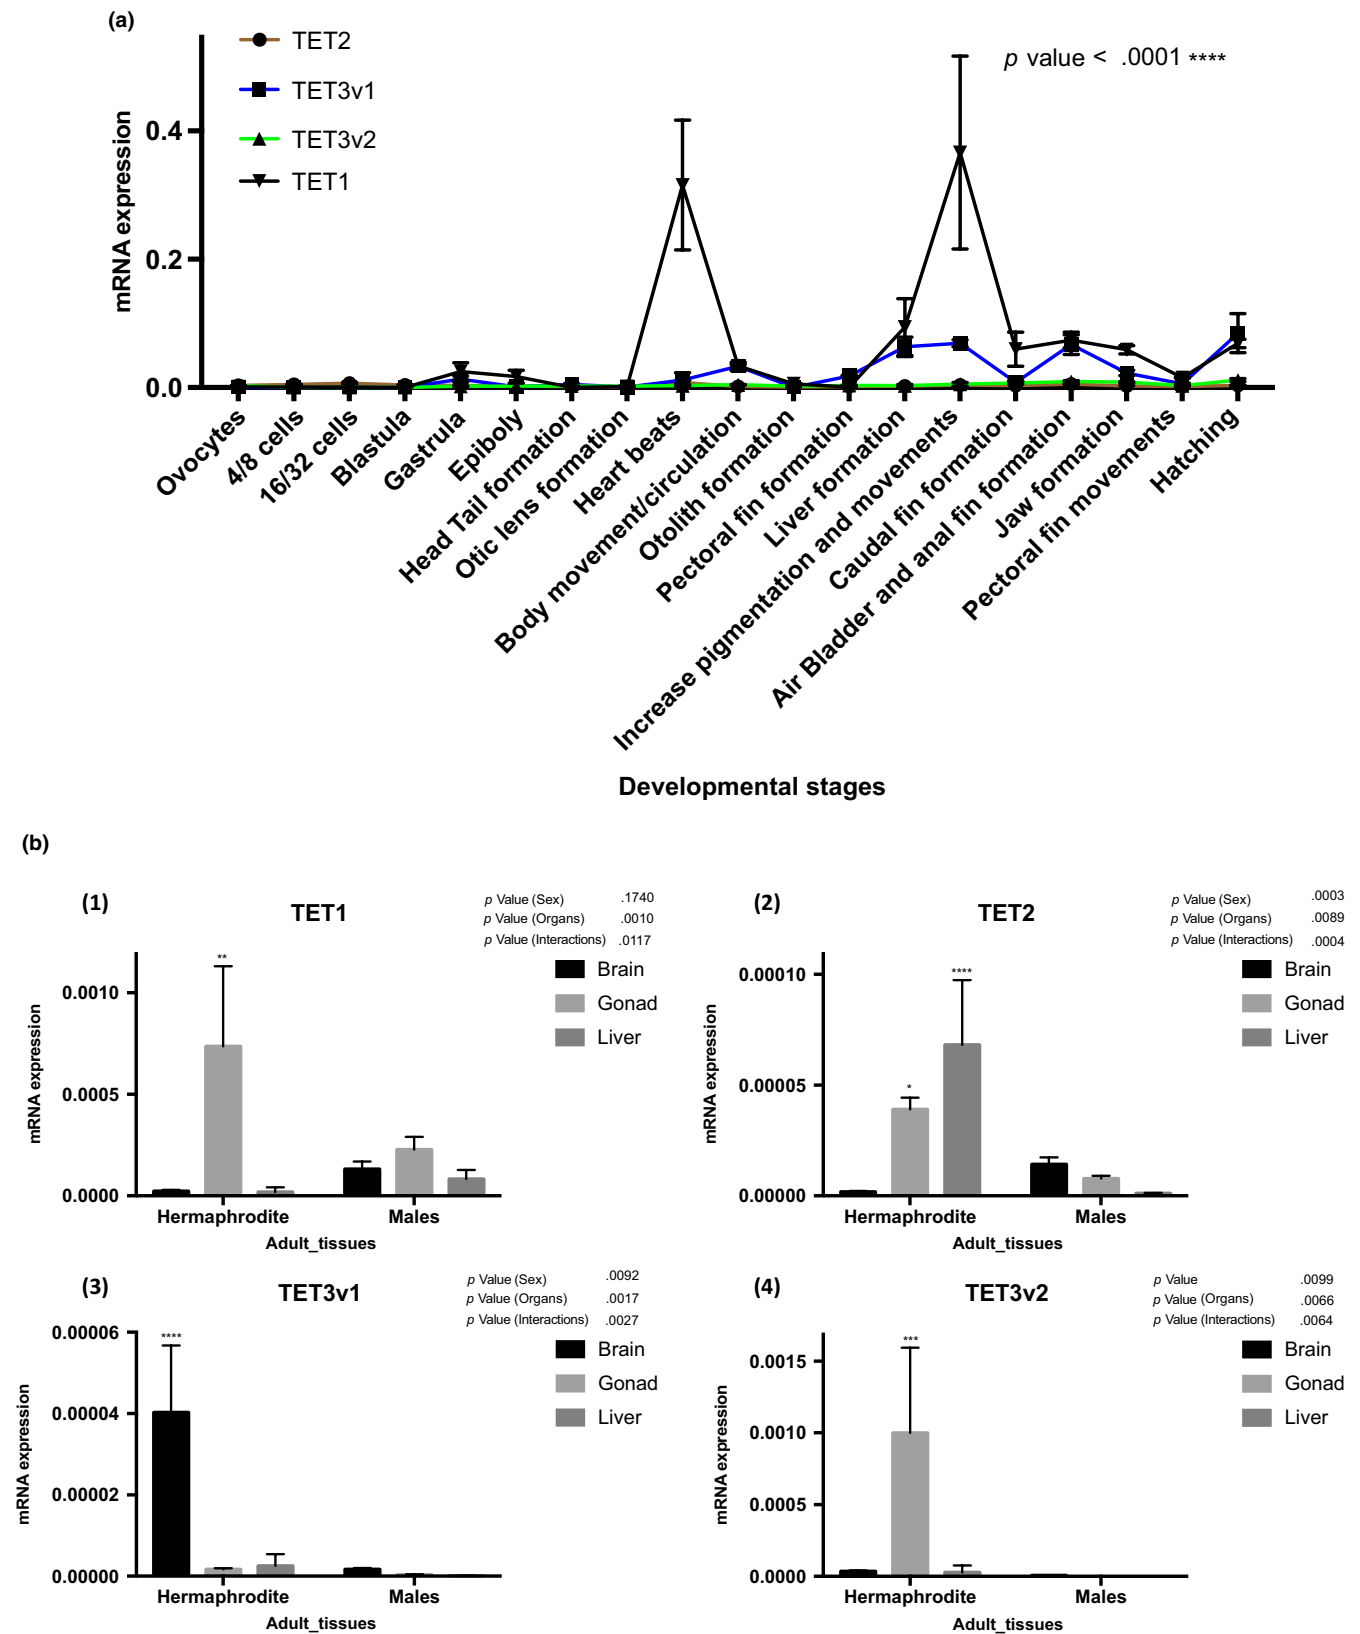 (a)
TET2
TET3v1
TET3v2
TET1
p value < .0001 ****
mRNA expression
0.4
0.2
0.0
Ovocytes
4/8 cells
16/32 cells
Blastula
Gastrula
Epiboly
Head Tail formation
Otic lens formation
Heart beats
Body movement/circulation
Otolith formation
Pectoral fin formation
Liver formation
Increase pigmentation and movements
Caudal fin formation
Air Bladder and anal fin formation
Jaw formation
Pectoral fin movements
Hatching
Developmental stages
(b)
(1)
TET1
p Value (Sex) .1740
p Value (Organs) .0010
p Value (Interactions) .0117
Brain
Gonad
Liver
mRNA expression
0.0010
0.0005
0.0000
**
Hermaphrodite
Males
Adult_tissues
(2)
TET2
p Value (Sex) .0003
p Value (Organs) .0089
p Value (Interactions) .0004
Brain
Gonad
Liver
mRNA expression
0.00010
0.00005
0.00000
*
****
Hermaphrodite
Males
Adult_tissues
(3)
TET3v1
p Value (Sex) .0092
p Value (Organs) .0017
p Value (Interactions) .0027
Brain
Gonad
Liver
mRNA expression
0.00006
0.00004
0.00002
0.00000
****
Hermaphrodite
Males
Adult_tissues
(4)
TET3v2
p Value .0099
p Value (Organs) .0066
p Value (Interactions) .0064
Brain
Gonad
Liver
mRNA expression
0.0015
0.0010
0.0005
0.0000
***
Hermaphrodite
Males
Adult_tissues